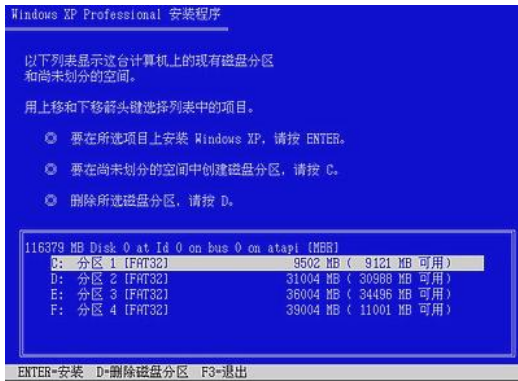 Windows XP Professional 安装程序
以下列表显示这台计算机上的现有磁盘分区
和尚未划分的空间。
用上移和下移箭头键选择列表中的项目。
◎ 要在所选项目上安装 Windows XP，请按 ENTER。
◎ 要在尚未划分的空间中创建磁盘分区，请按 C。
◎ 删除所选磁盘分区，请按 D。
116379 MB Disk 0 at Id 0 on bus 0 on atapi [MBR]
C: 分区 1 [FAT32] 9502 MB ( 9121 MB 可用)
D: 分区 2 [FAT32] 31004 MB ( 30988 MB 可用)
E: 分区 3 [FAT32] 36004 MB ( 34496 MB 可用)
F: 分区 4 [FAT32] 39004 MB ( 11001 MB 可用)
ENTER=安装 D=删除磁盘分区 F3=退出